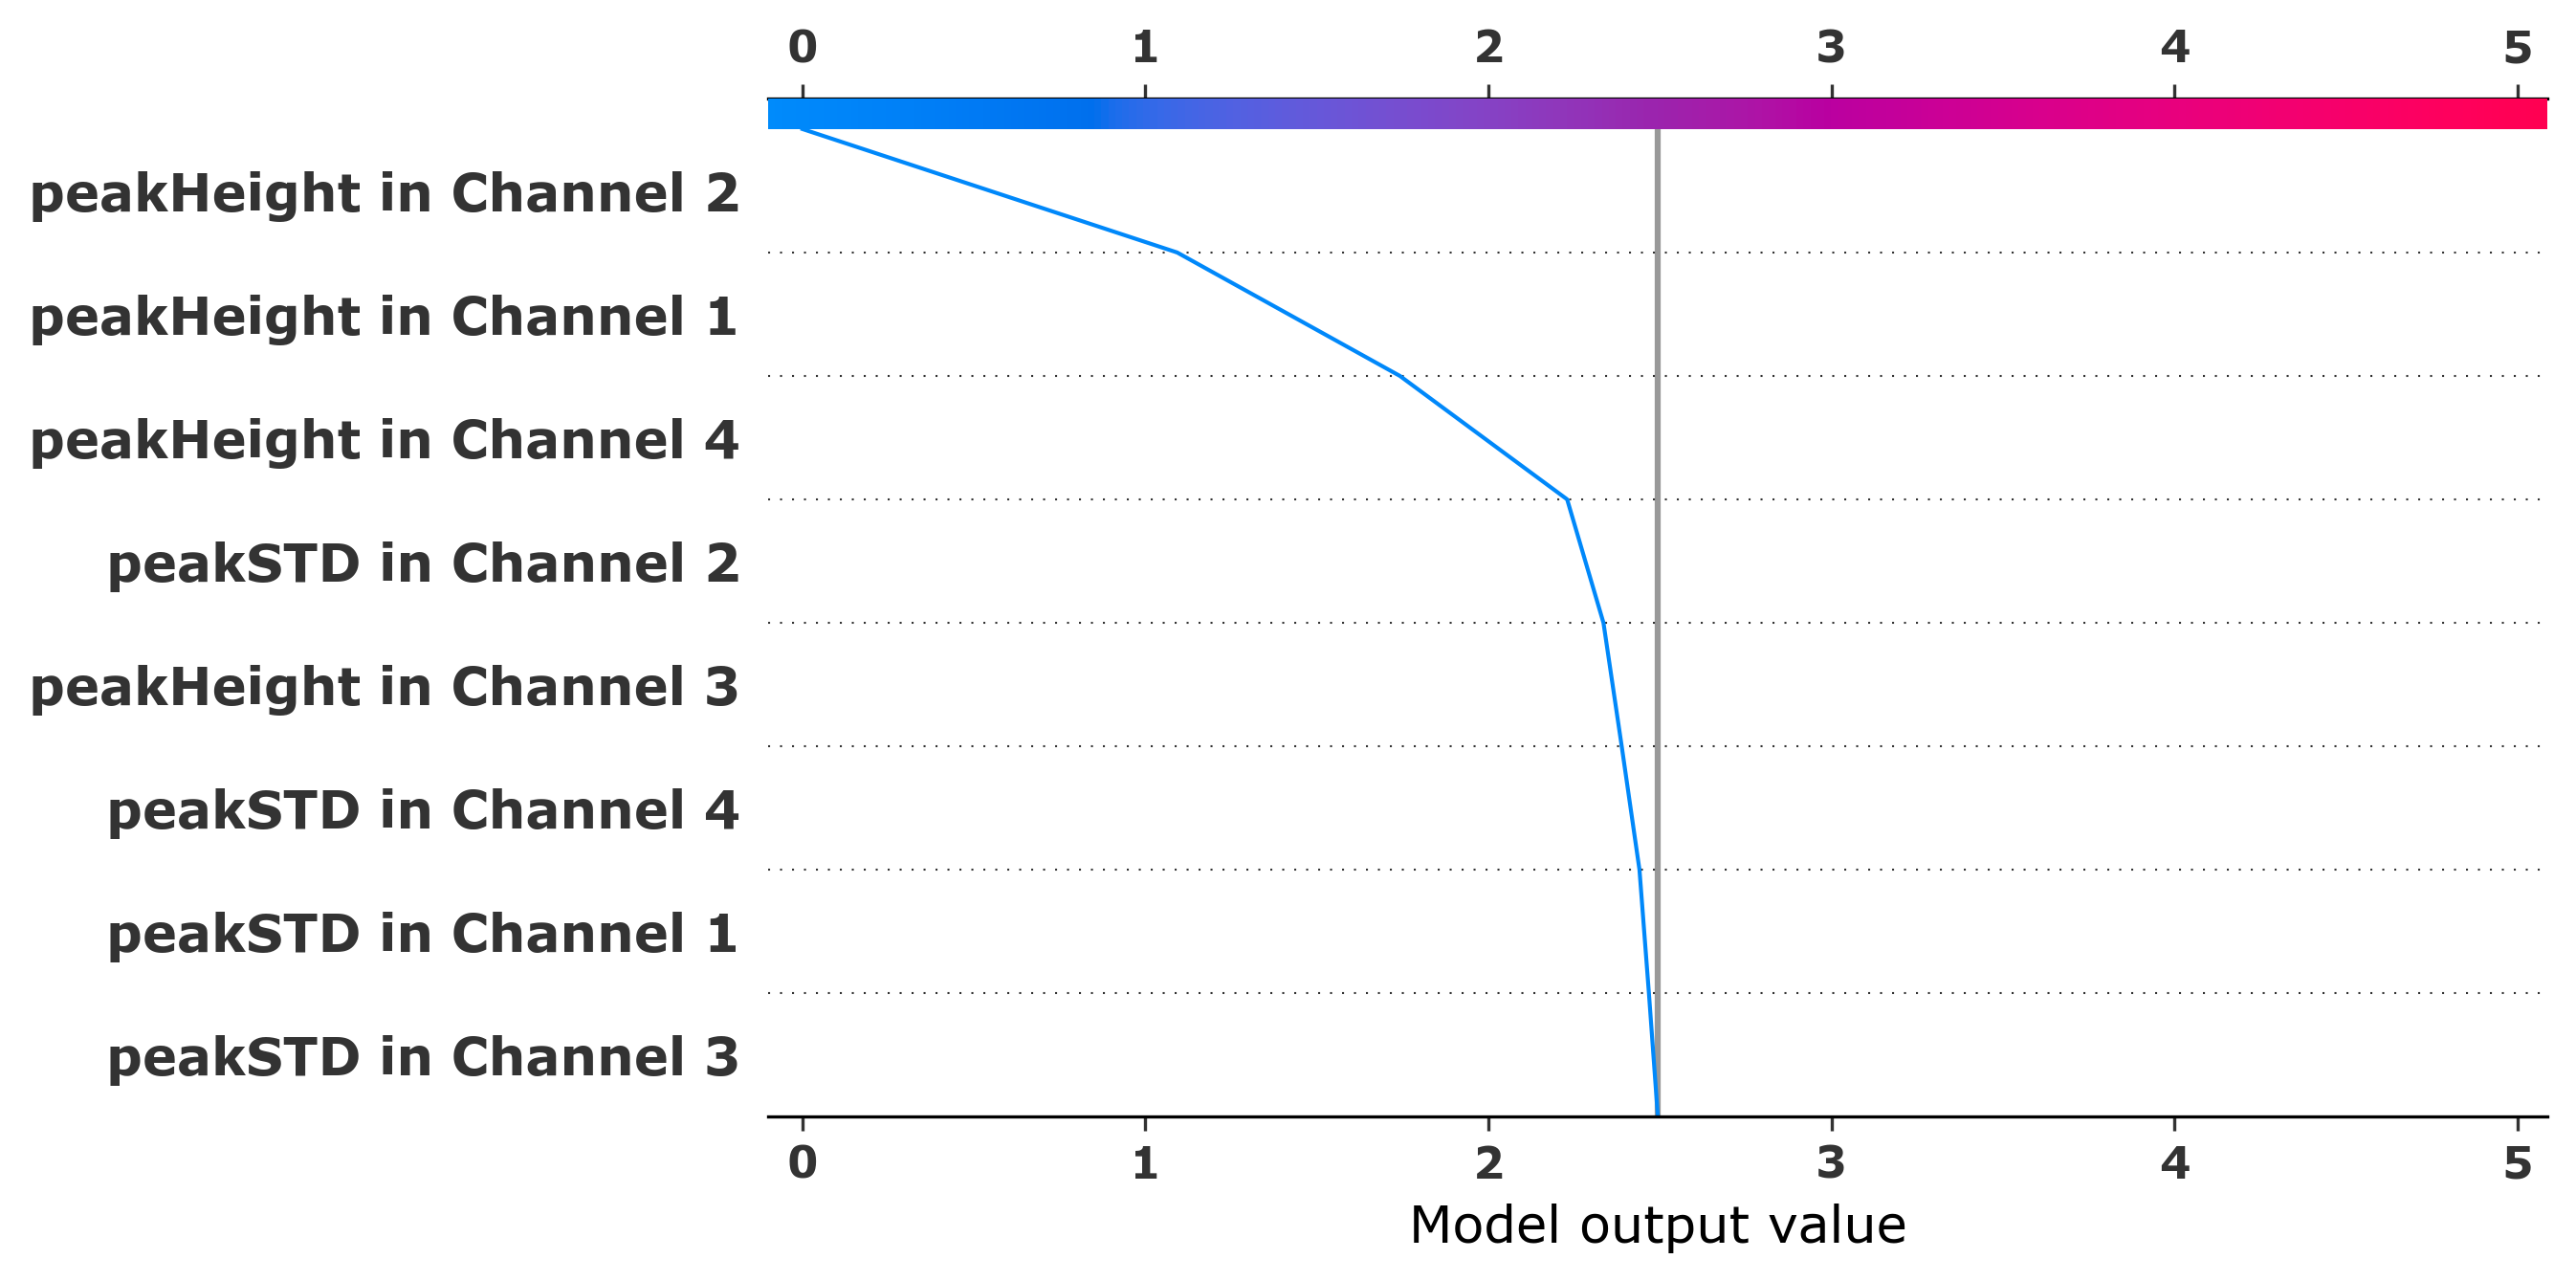 0 1 2 3 4 5
peakHeight in Channel 2
peakHeight in Channel 1
peakHeight in Channel 4
peakSTD in Channel 2
peakHeight in Channel 3
peakSTD in Channel 4
peakSTD in Channel 1
peakSTD in Channel 3
0 1 2 3 4 5
Model output value